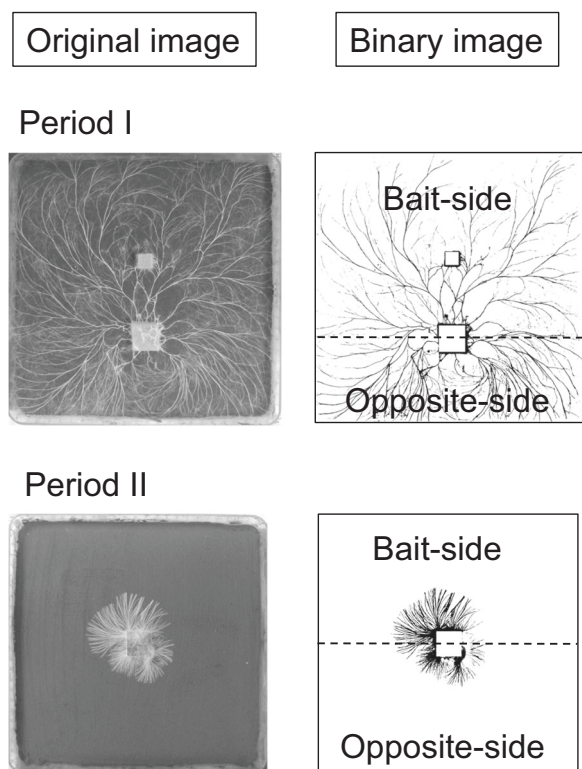 Original image
Binary image
Period I
Bait-side
Opposite-side
Period II
Bait-side
Opposite-side